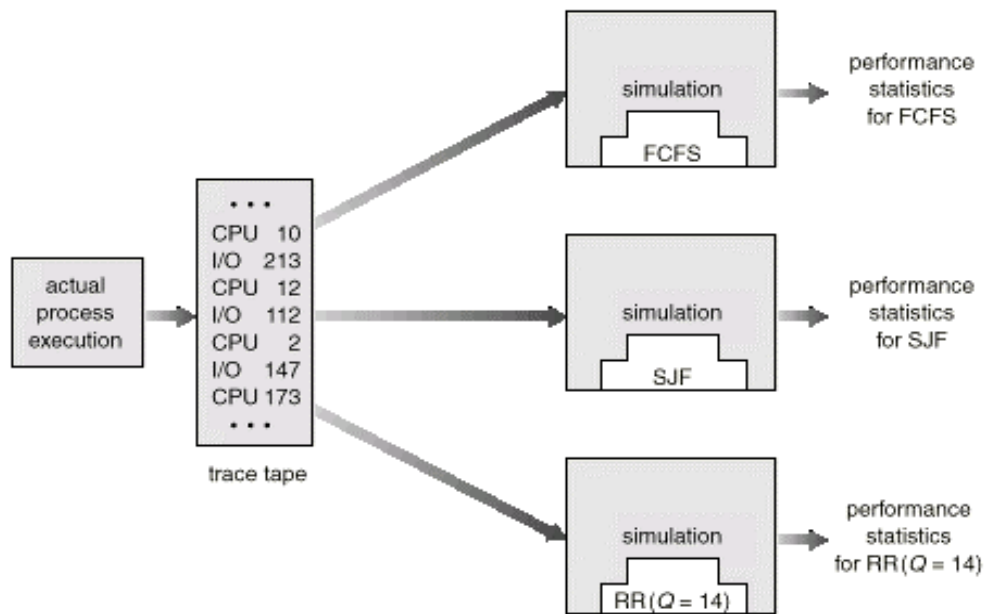 actual
process
execution
• • •
CPU 10
I/O 213
CPU 12
I/O 112
CPU 2
I/O 147
CPU 173
• • •
trace tape
simulation
FCFS
performance
statistics
for FCFS
simulation
SJF
performance
statistics
for SJF
simulation
RR(Q = 14)
performance
statistics
for RR(Q = 14)